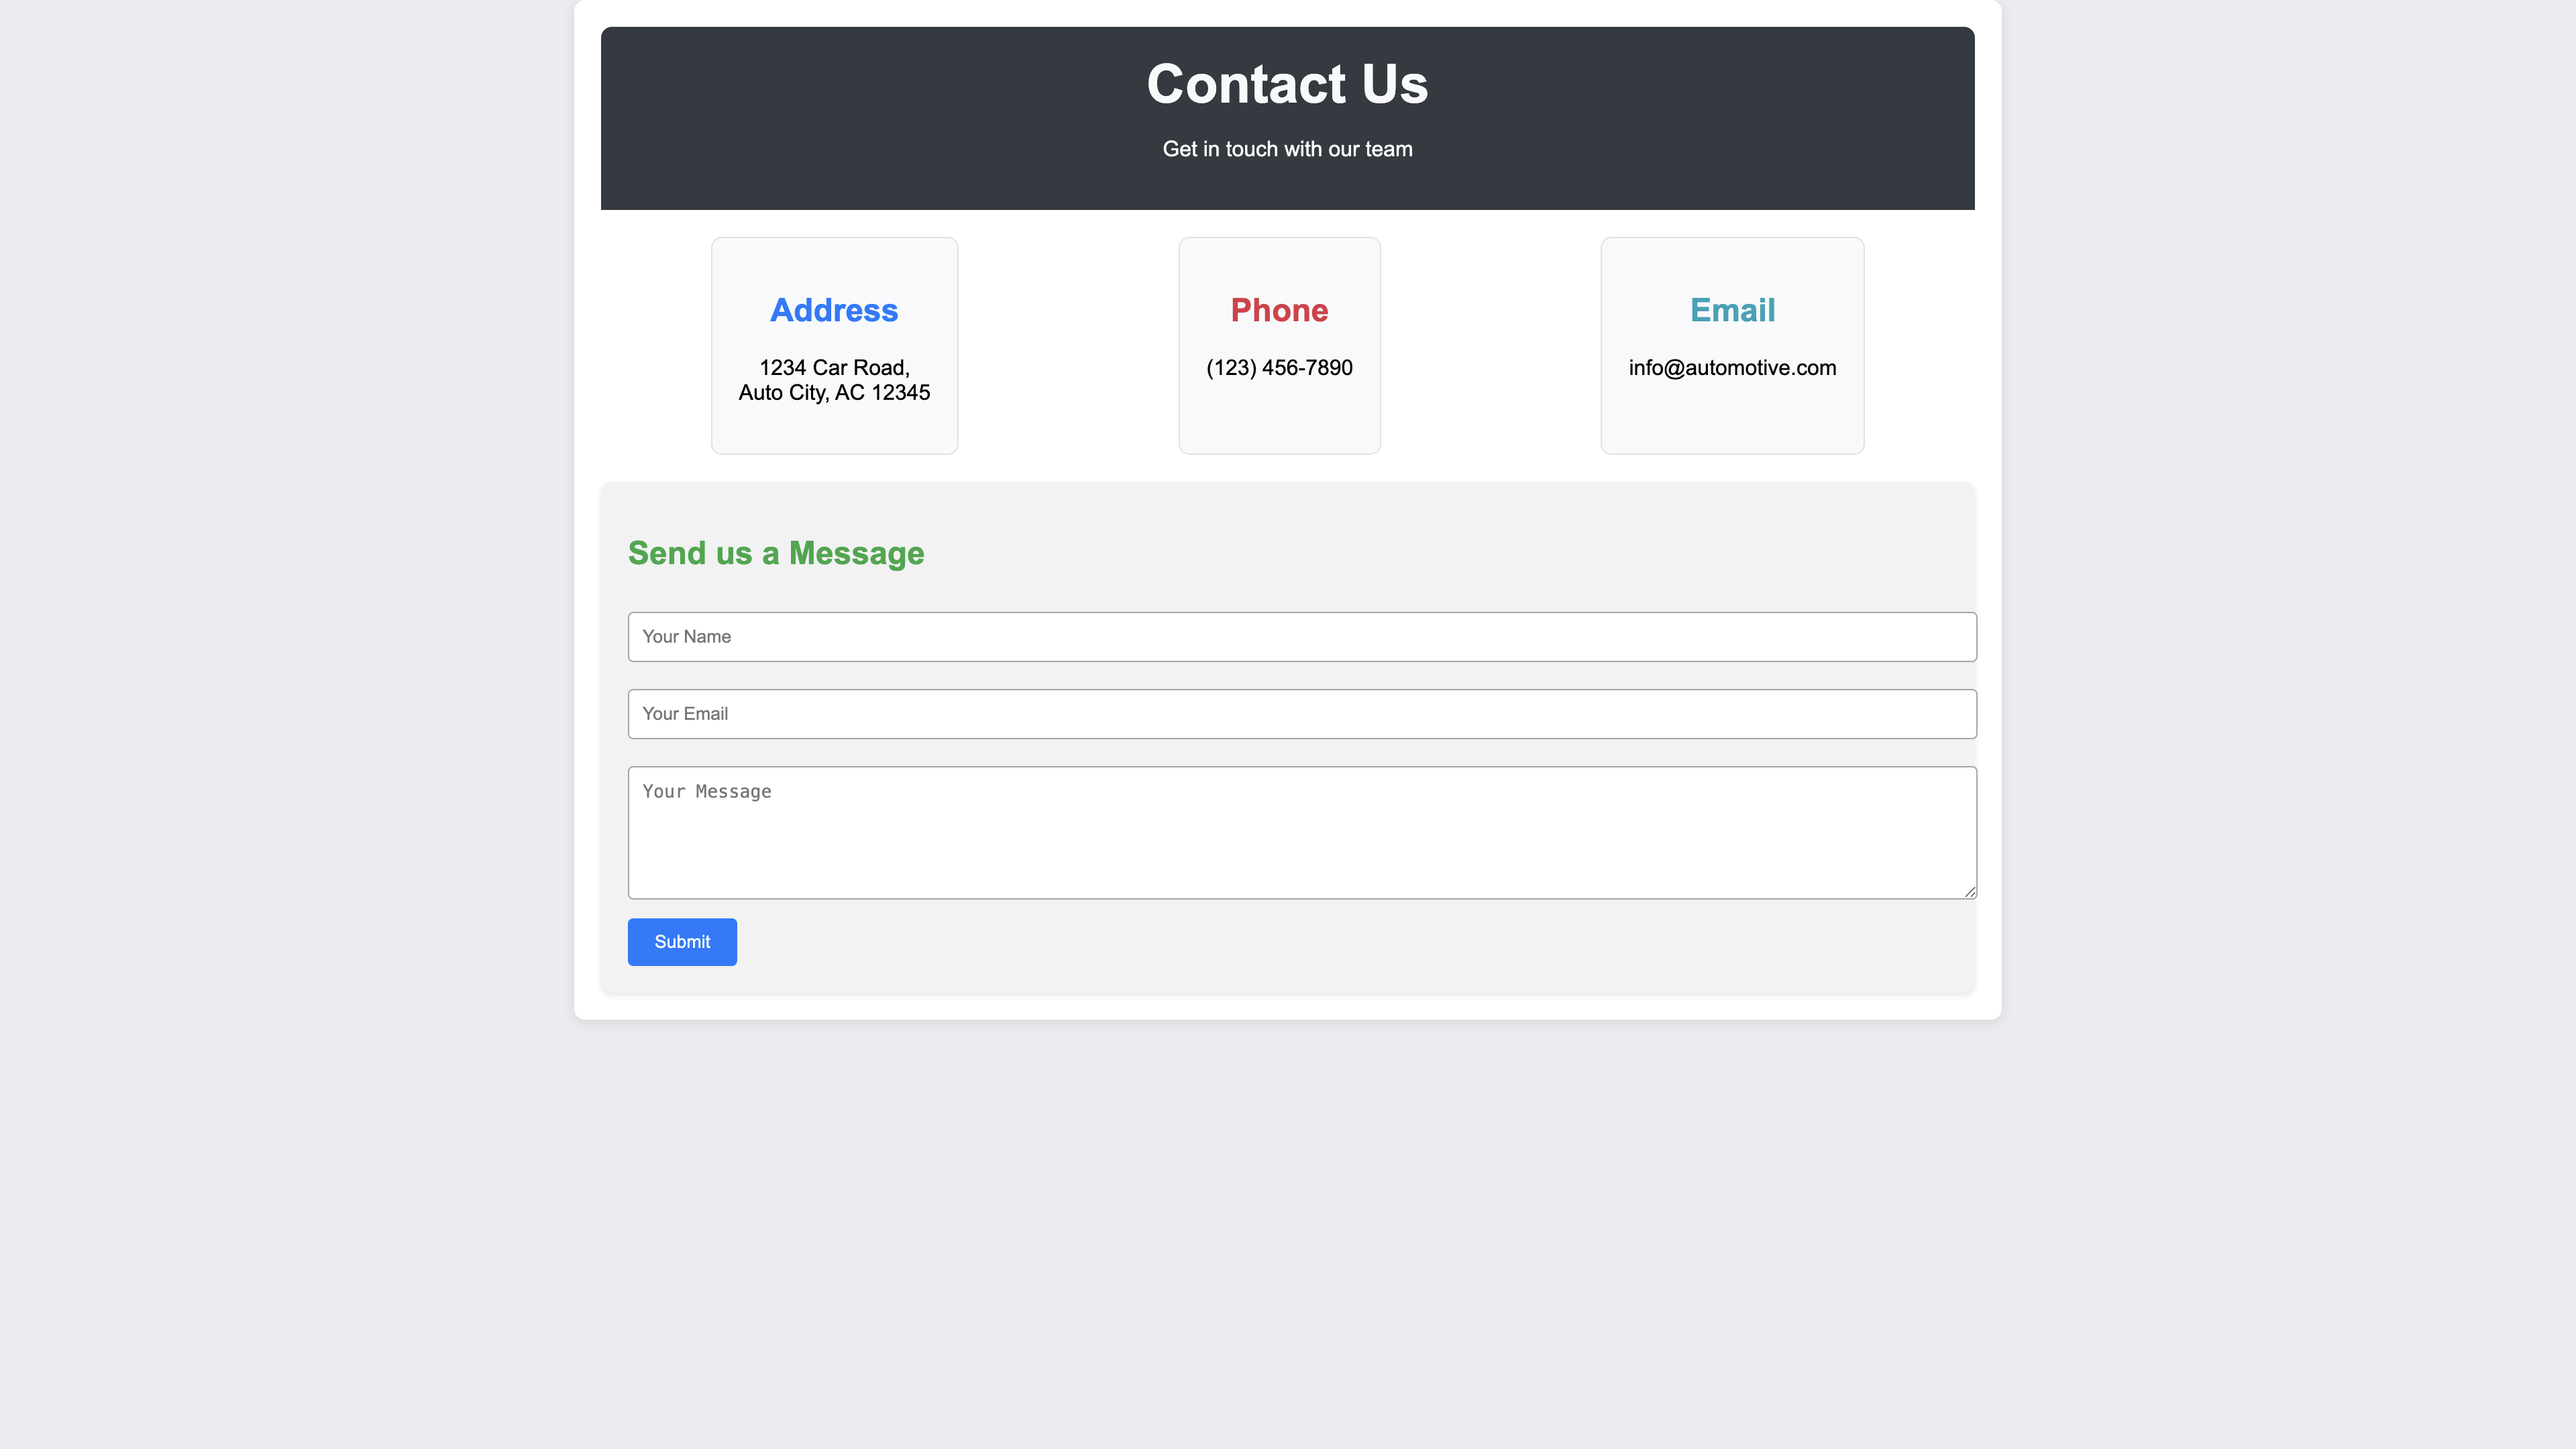 Contact Us
Get in touch with our team
Address
1234 Car Road,
Auto City, AC 12345
Phone
(123) 456-7890
Email
info@automotive.com
Send us a Message
Your Name
Your Email
Your Message
Submit